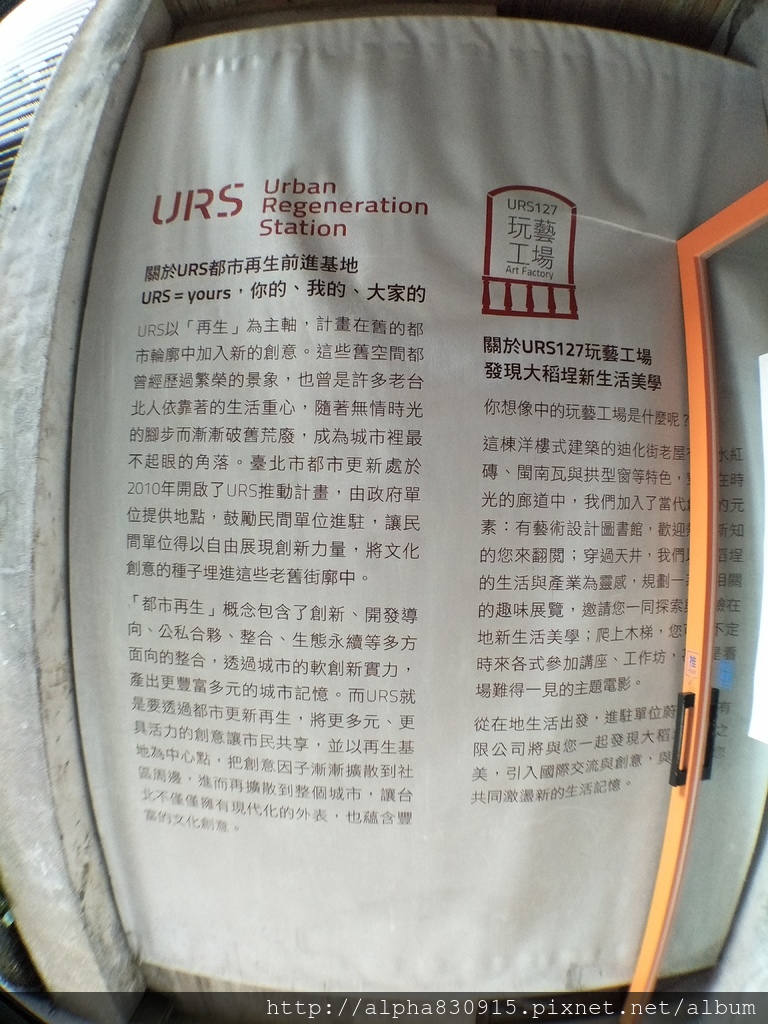 URS Urban
Regeneration
Station
關於URS都市再生前進基地
URS = yours，你的、我的、大家的
URS以「再生」為主軸，計畫在舊的都
市輪廓中加入新的創意。這些舊空間都
曾經歷過繁榮的景象，也曾是許多老台
北人依靠著的生活重心，隨著無情時光
的腳步而漸漸破舊荒廢，成為城市裡最
不起眼的角落。臺北市都市更新處於
2010年開啟了URS推動計畫，由政府單
位提供地點，鼓勵民間單位進駐，讓民
間單位得以自由展現創新力量，將文化
創意的種子埋進這些老舊街廓中。
「都市再生」概念包含了創新、開發導
向、公私合夥、整合、生態永續等多方
面向的整合，透過城市的軟創新實力，
產出更豐富多元的城市記憶。而URS就
是要透過都市更新再生，將更多元、更
具活力的創意讓市民共享，並以再生基
地為中心點，把創意因子漸漸擴散到社
區周邊，進而再擴散到整個城市，讓台
北不僅僅擁有現代化的外表，也蘊含豐
富的文化創意。
URS127
玩藝
工場
Art Factory
關於URS127玩藝工場
發現大稻埕新生活美學
你想像中的玩藝工場是什麼呢？
這棟洋樓式建築的迪化街老屋 水紅
磚、閩南瓦與拱型窗等特色， 在時
光的廊道中，我們加入了當代 的元
素：有藝術設計圖書館，歡迎 新知
的您來翻閱；穿過天井，我們 稻埕
的生活與產業為靈感，規劃一 相關
的趣味展覽，邀請您一同探索 在
地新生活美學；爬上木梯，您 不定
時來各式參加講座、工作坊， 是看
場難得一見的主題電影。
從在地生活出發，進駐單位蔚 有
限公司將與您一起發現大稻 之
美，引入國際交流與創意、與 您
共同激盪新的生活記憶。
推
http://alpha830915.pixnet.net/album